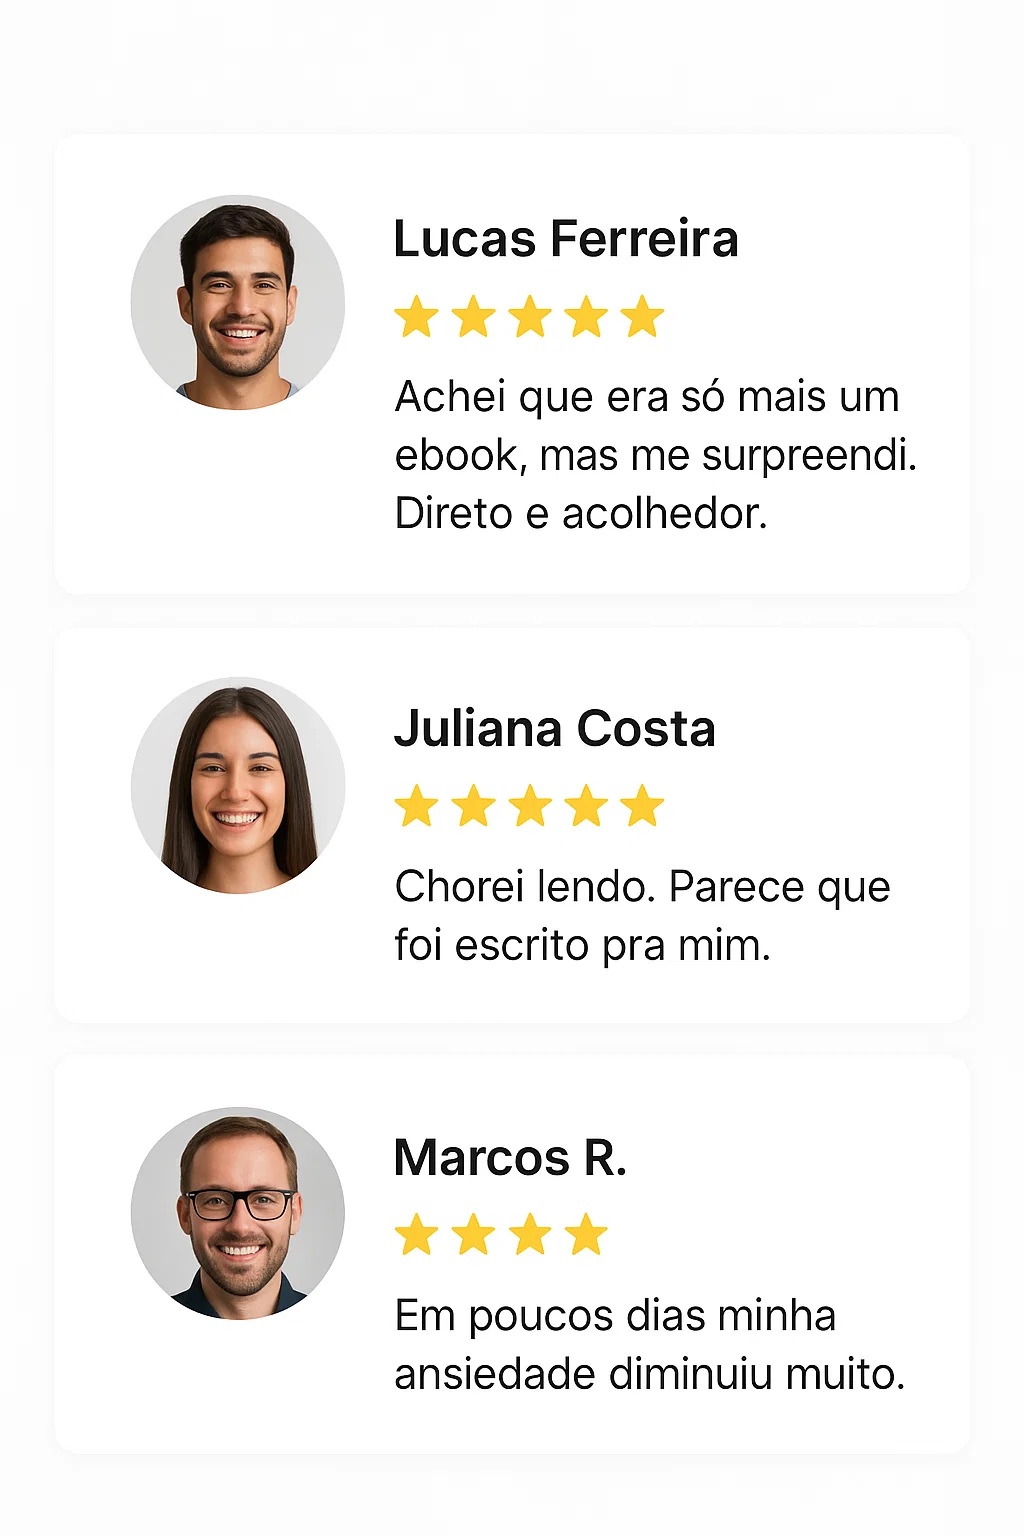 Lucas Ferreira
Achei que era só mais um
ebook, mas me surpreendi.
Direto e acolhedor.
Juliana Costa
Chorei lendo. Parece que
foi escrito pra mim.
Marcos R.
Em poucos dias minha
ansiedade diminuiu muito.